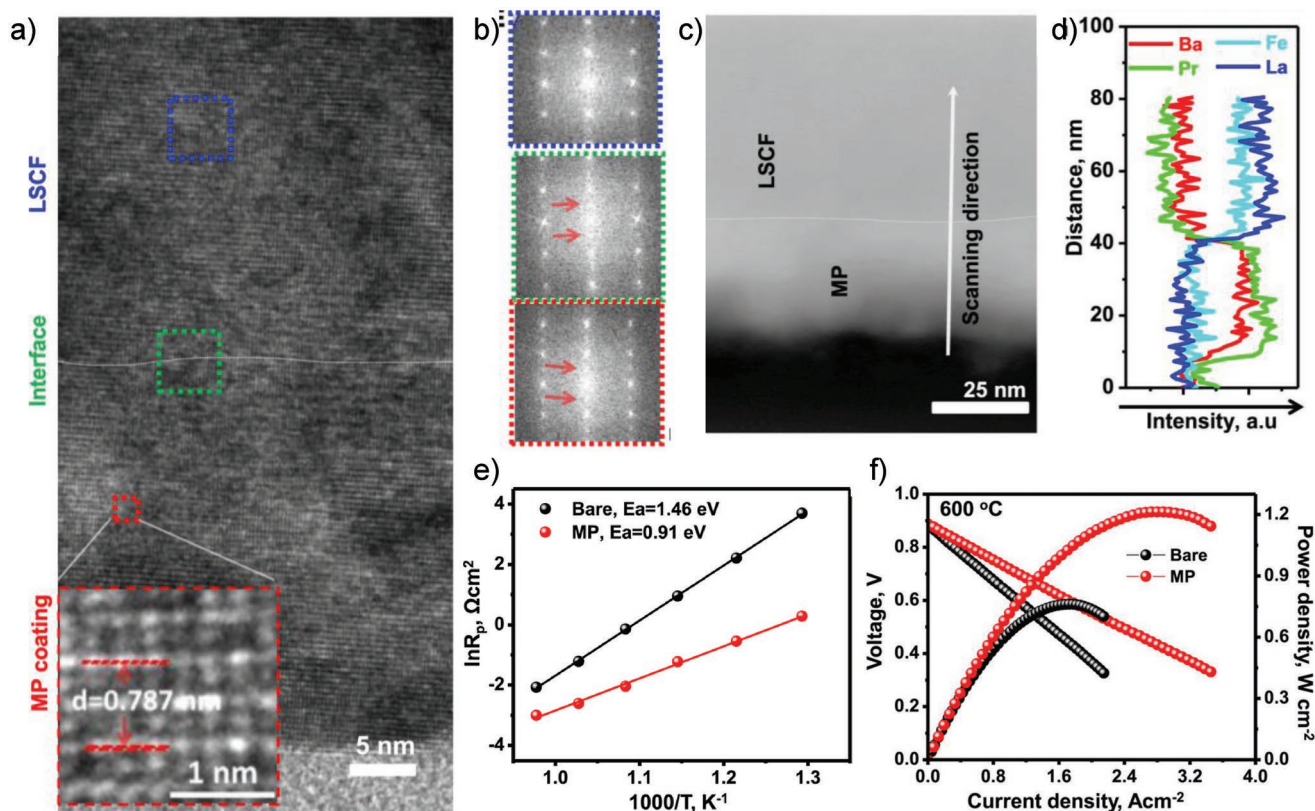 a)
LSCF
Interface
MP coating
d=0.787 nm
1 nm
5 nm
b)
c)
LSCF
MP
Scanning direction
25 nm
d)
Ba Fe
Pr La
100
80
60
40
20
0
Distance, nm
Intensity, a.u
e)
Bare, Ea=1.46 eV
MP, Ea=0.91 eV
4
2
0
-2
-4
lnRp, Ωcm²
1.0 1.1 1.2 1.3
1000/T, K⁻¹
f)
600 °C
Bare
MP
1.0
0.8
0.6
0.4
0.2
0.0
Voltage, V
1.2
0.9
0.6
0.3
0.0
Power density, W cm⁻²
0.0 0.8 1.6 2.4 3.2 4.0
Current density, Acm⁻²